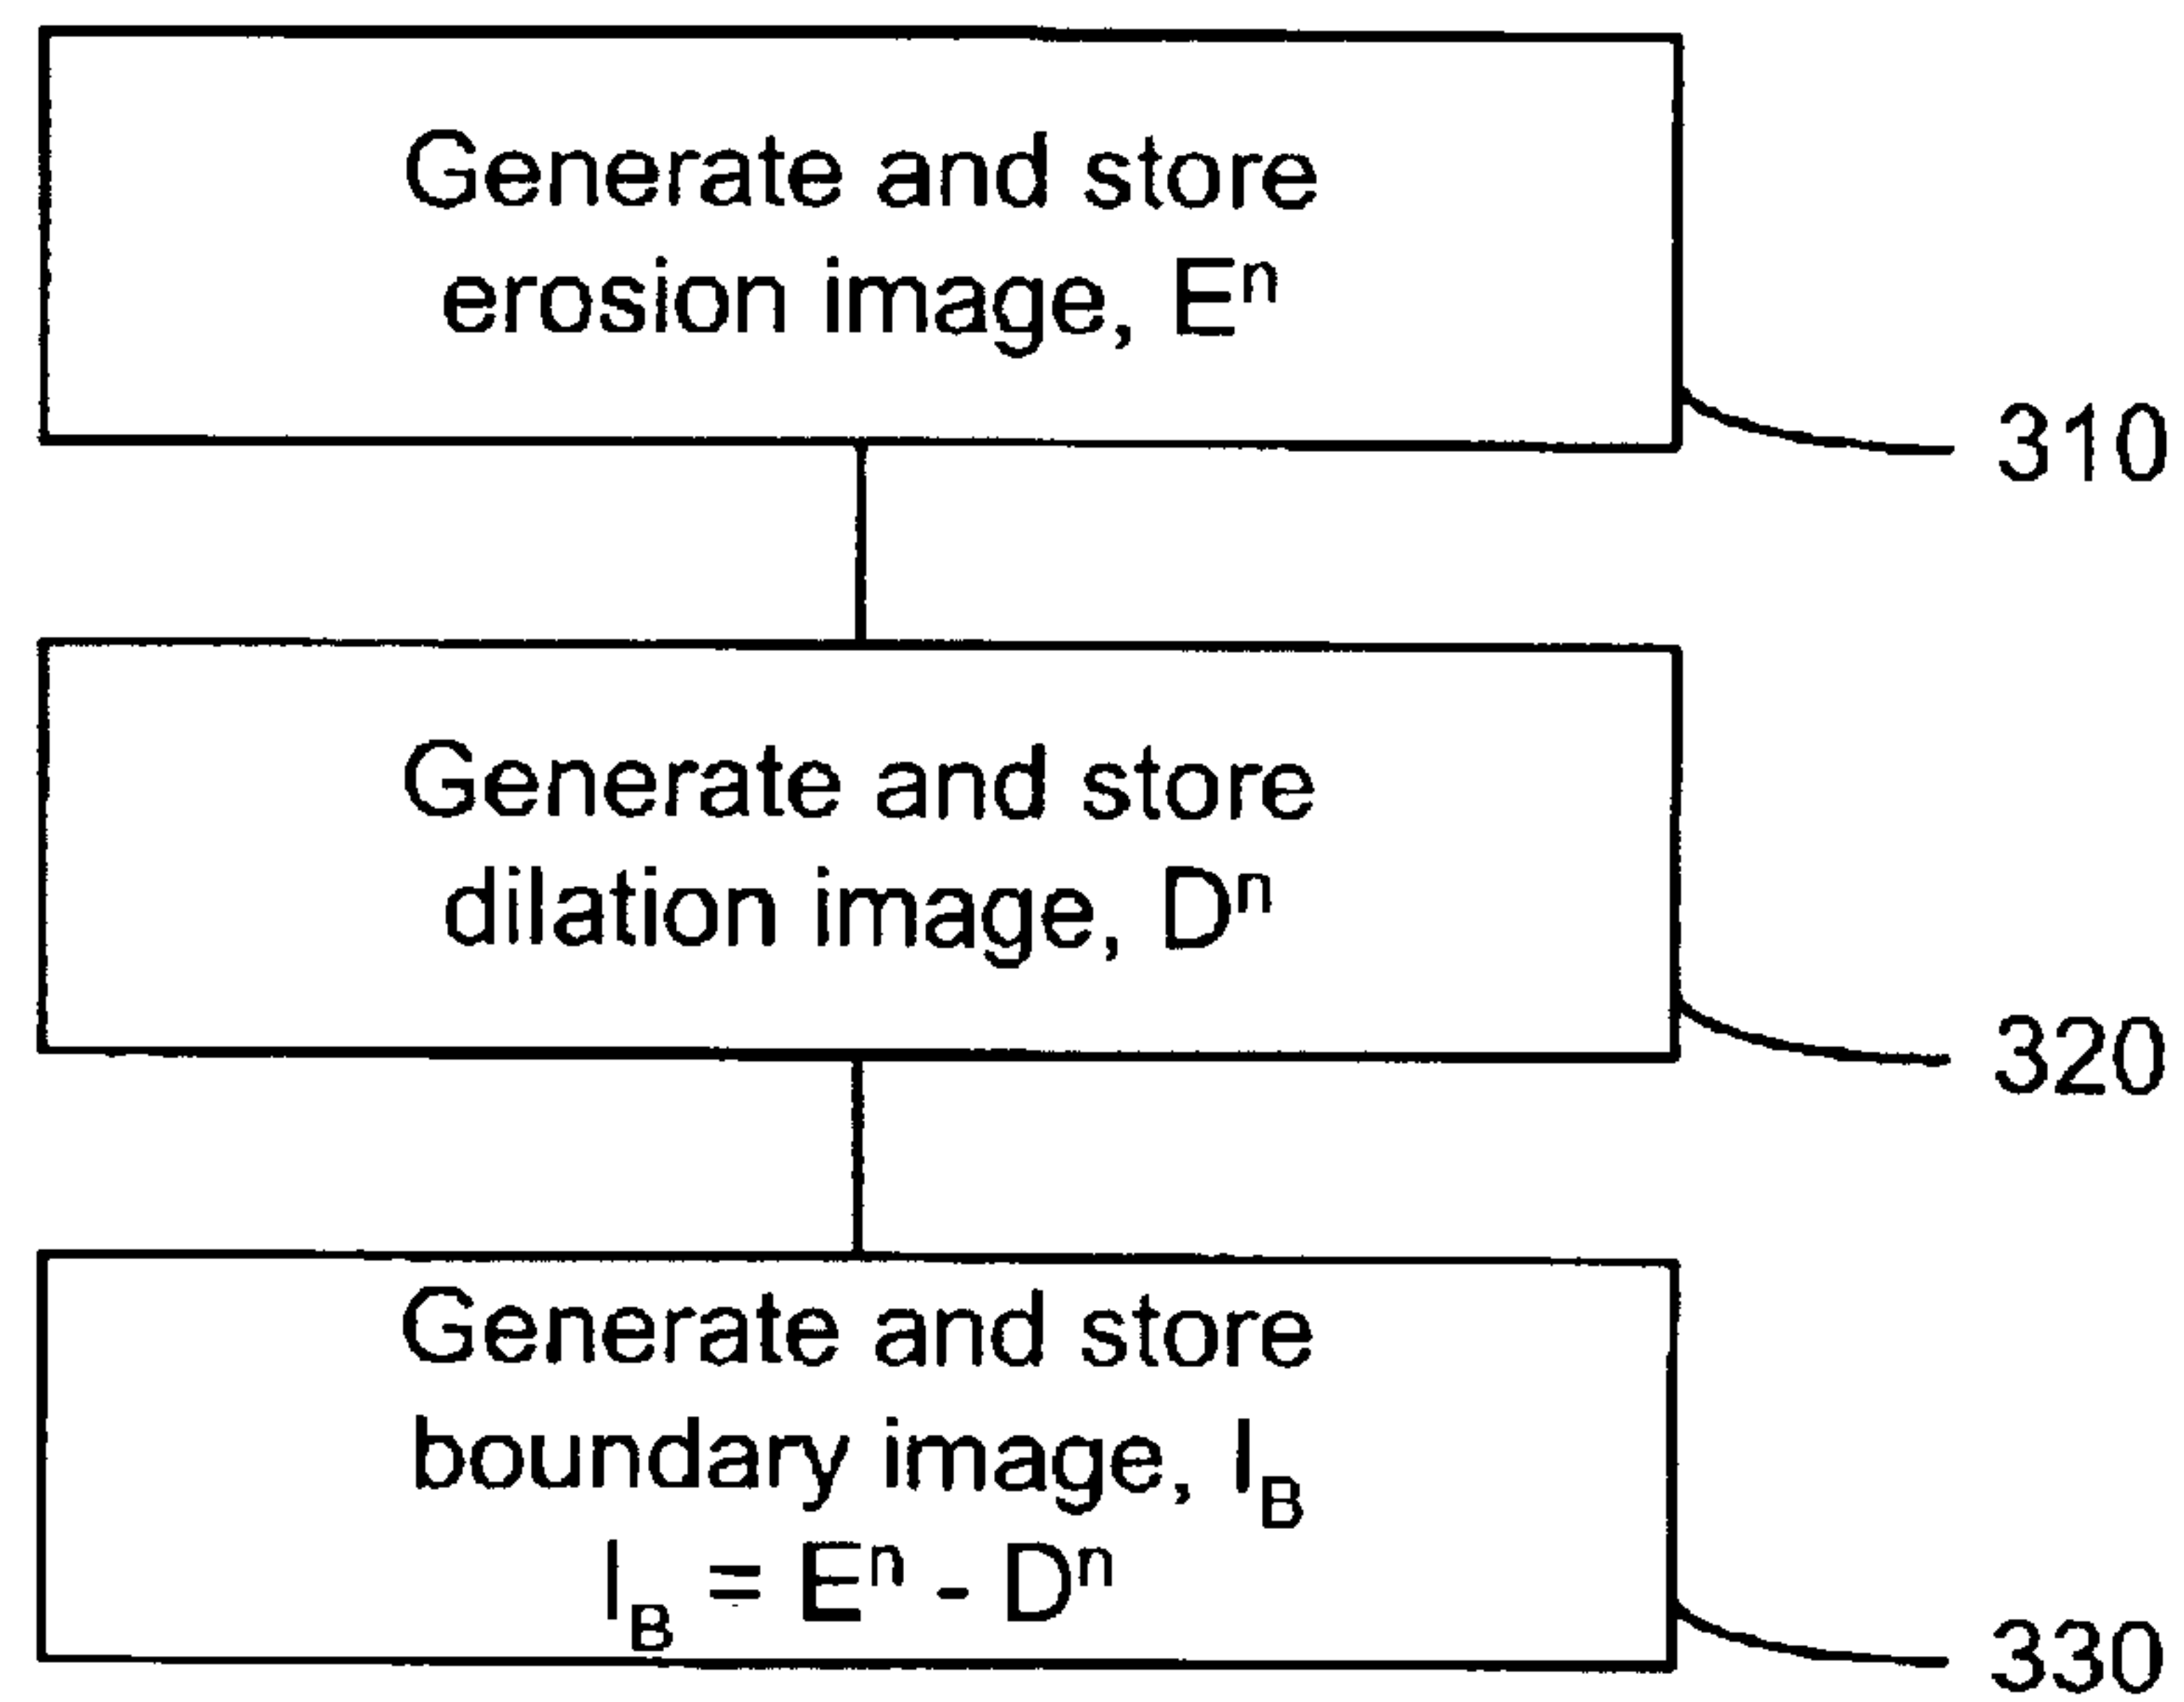 Generate and store
erosion image, Eⁿ
310
Generate and store
dilation image, Dⁿ
320
Generate and store
boundary image, I_B
I_B = Eⁿ - Dⁿ
330